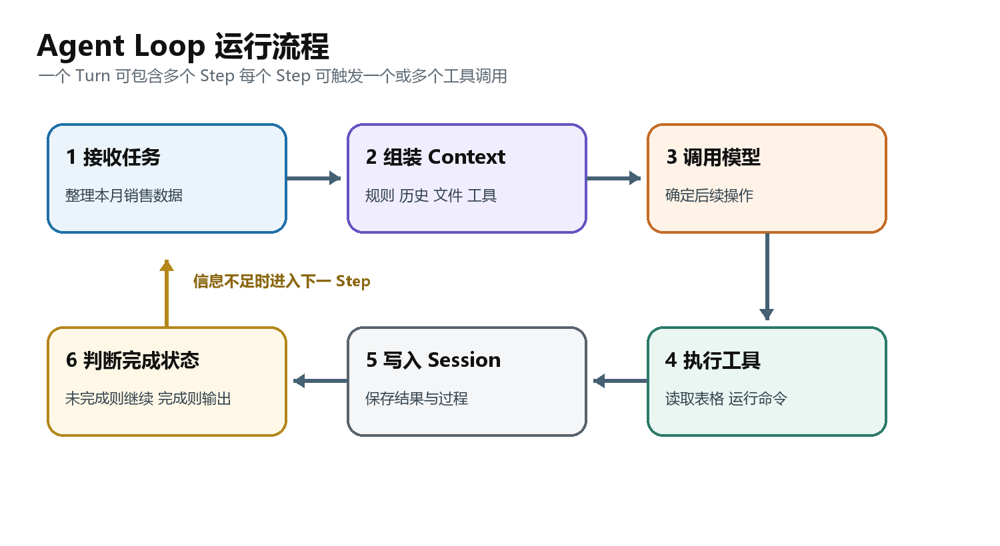 Agent Loop 运行流程
一个 Turn 可包含多个 Step 每个 Step 可触发一个或多个工具调用
1 接收任务
整理本月销售数据
2 组装 Context
规则 历史 文件 工具
3 调用模型
确定后续操作
信息不足时进入下一 Step
6 判断完成状态
未完成则继续 完成则输出
5 写入 Session
保存结果与过程
4 执行工具
读取表格 运行命令